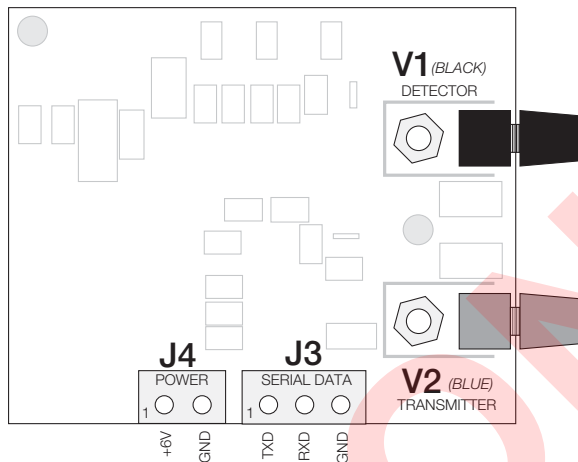 V1 (BLACK)
DETECTOR
J4
POWER
1
+6V
GND
J3
SERIAL DATA
1
TXD
RXD
GND
V2 (BLUE)
TRANSMITTER